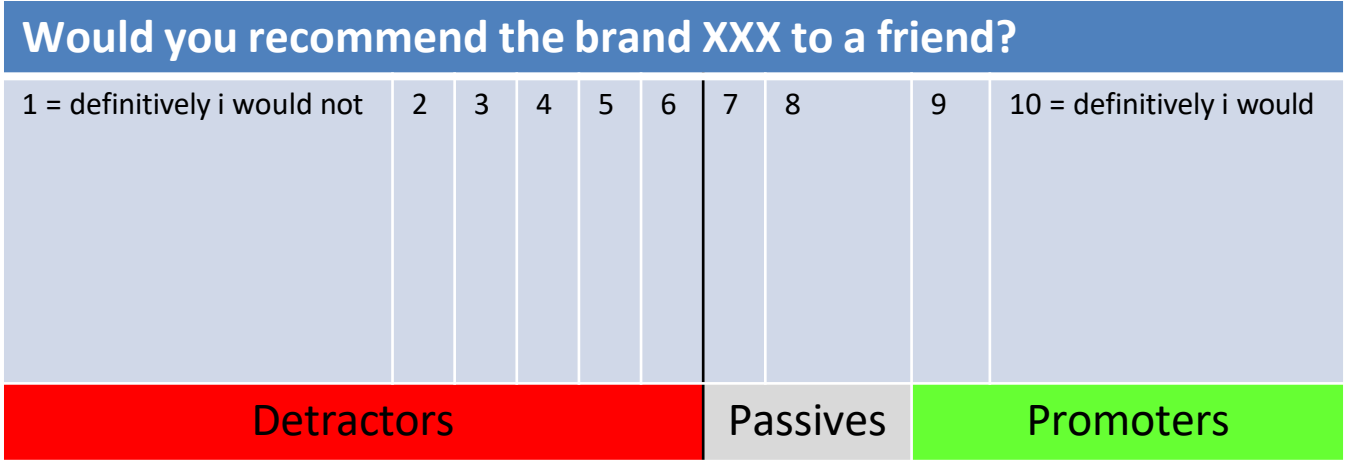 Would you recommend the brand XXX to a friend?
1 = definitively i would not 2 3 4 5 6 7 8 9 10 = definitively i would
Detractors Passives Promoters